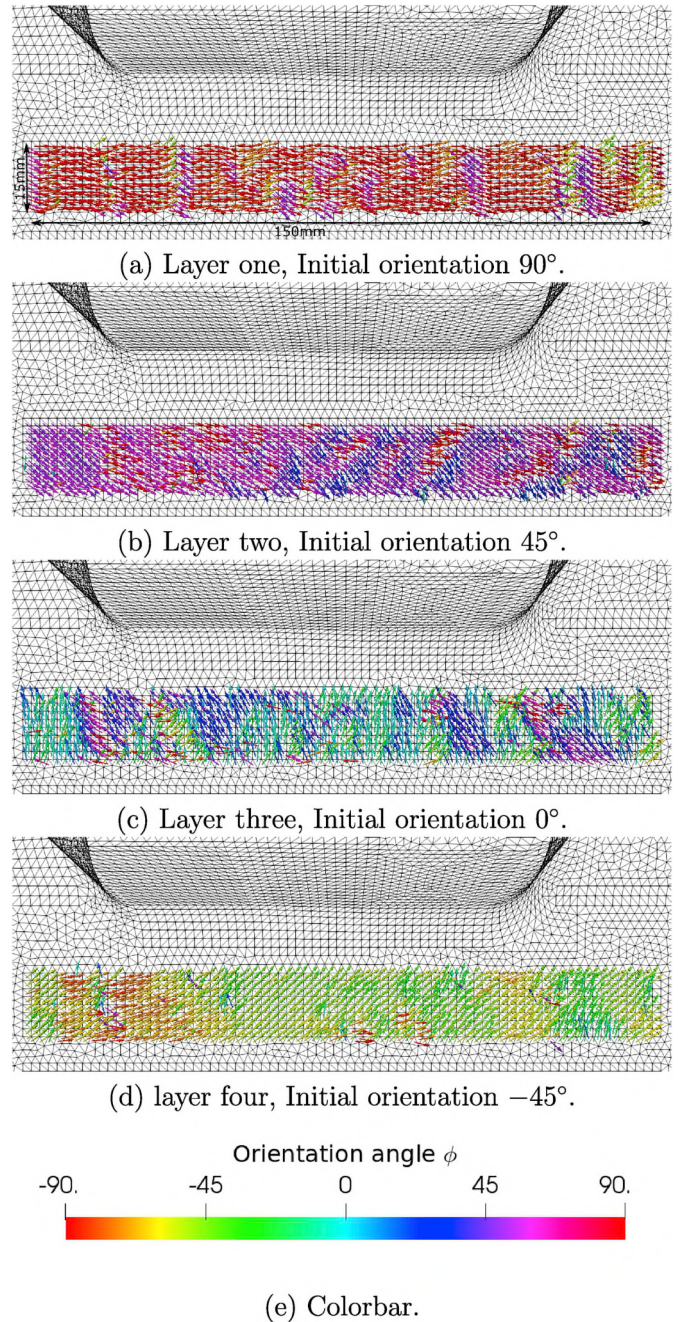 15mm
150mm
(a) Layer one, Initial orientation 90°.
(b) Layer two, Initial orientation 45°.
(c) Layer three, Initial orientation 0°.
(d) layer four, Initial orientation −45°.
Orientation angle ϕ
-90. -45 0 45 90.
(e) Colorbar.